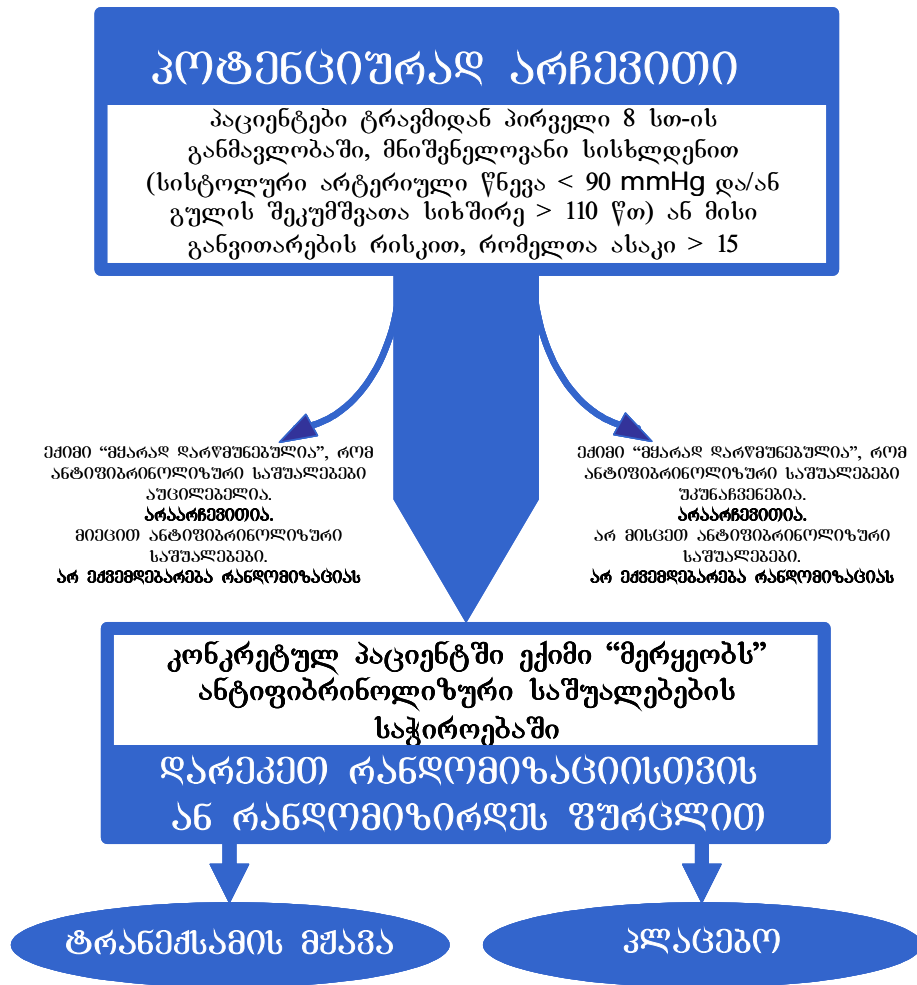 პოტენციურად არჩევითი
პაციენტები ტრავმიდან პირველი 8 სთ-ის
განმავლობაში, მნიშვნელოვანი სისხლდენით
(სისტოლური არტერიული წნევა < 90 mmHg და/ან
გულის შეკუმშვათა სიხშირე > 110 წთ) ან მისი
განვითარების რისკით, რომელთა ასაკი > 15
ექიმი “მყარად დარწმუნებულია”, რომ
ანტიფიბრინოლიზური საშუალებები
აუცილებელია.
არაარჩევითია.
მიეცით ანტიფიბრინოლიზური
საშუალებები.
არ ექვემდებარება რანდომიზაციას
ექიმი “მყარად დარწმუნებულია”, რომ
ანტიფიბრინოლიზური საშუალებები
უკუნაჩვენებია.
არაარჩევითია.
არ მისცეთ ანტიფიბრინოლიზური
საშუალებები.
არ ექვემდებარება რანდომიზაციას
კონკრეტულ პაციენტში ექიმი “მერყეობს”
ანტიფიბრინოლიზური საშუალებების
საჭიროებაში
დარეკეთ რანდომიზაციისთვის
ან რანდომიზირდეს ფურცლით
ტრანექსამის მჟავა
პლაცებო